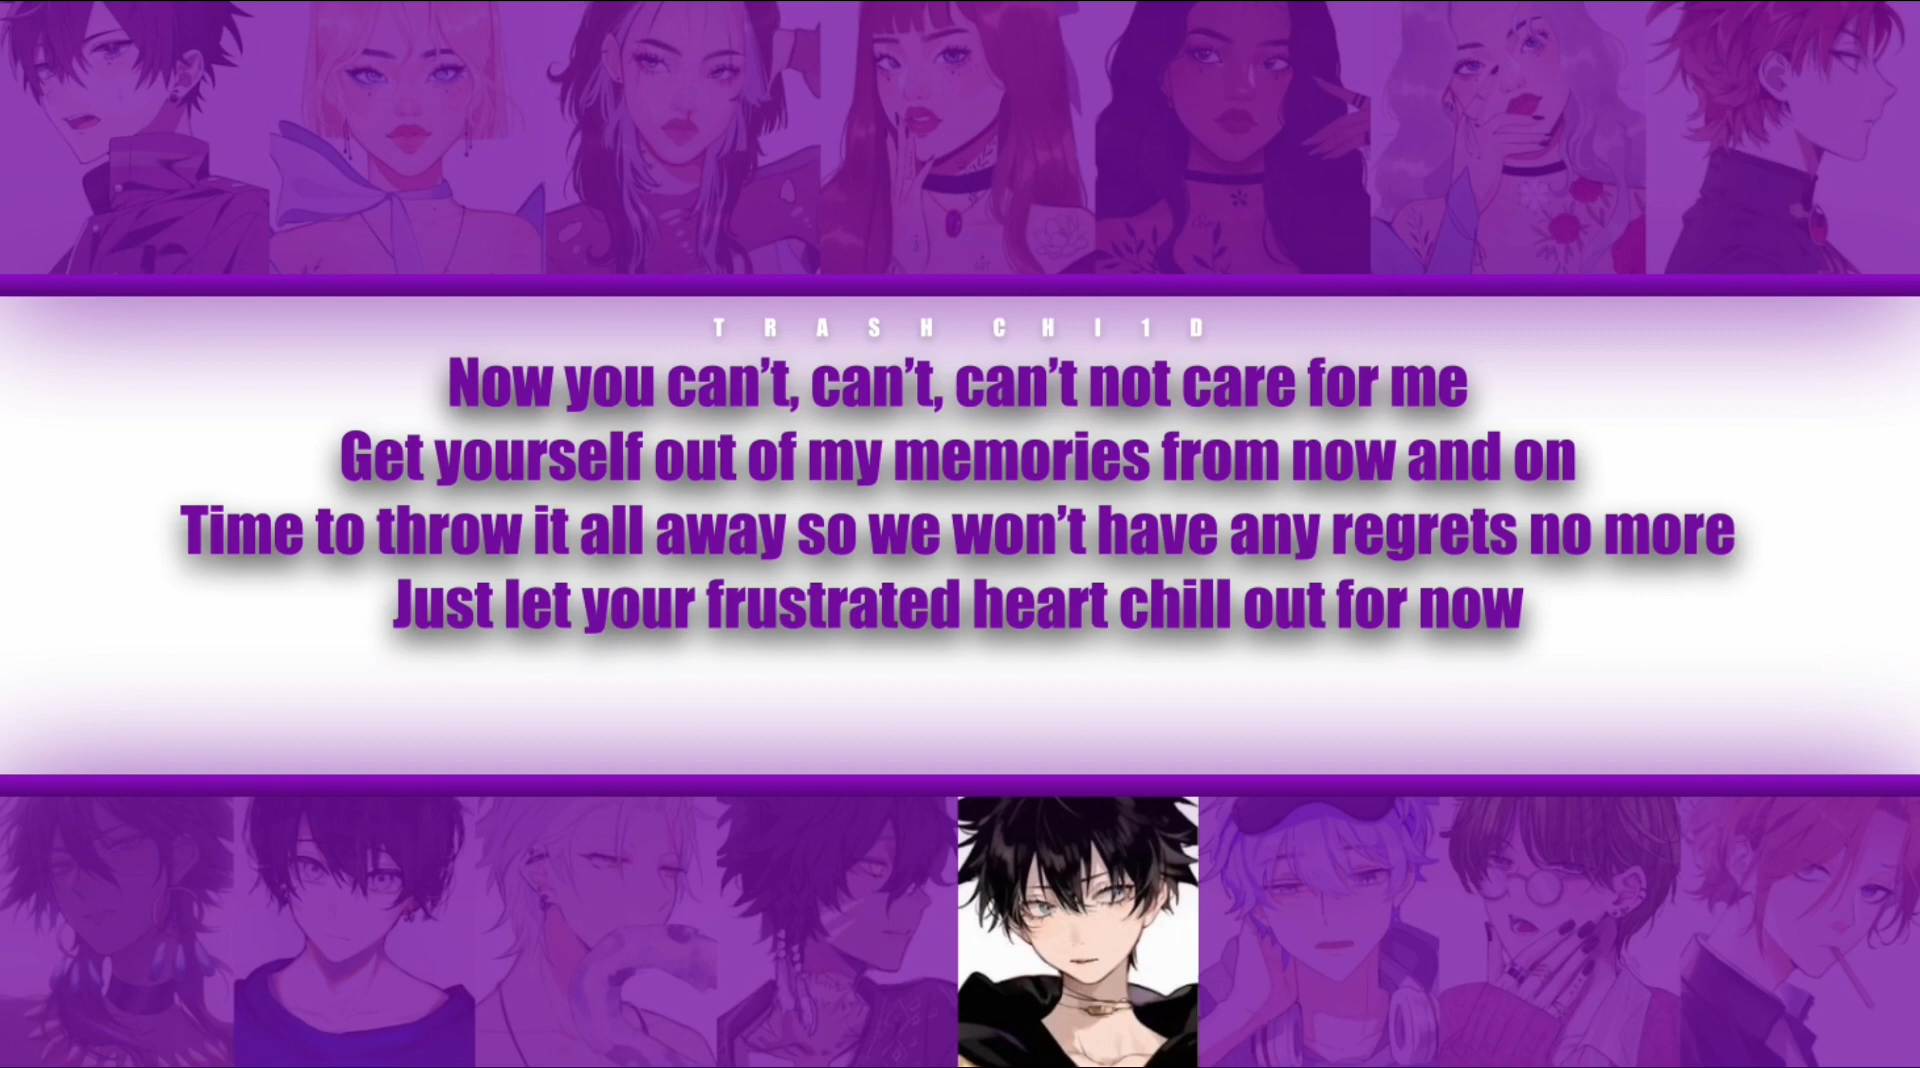 TRASH CHI1D
Now you can’t, can’t, can’t not care for me
Get yourself out of my memories from now and on
Time to throw it all away so we won’t have any regrets no more
Just let your frustrated heart chill out for now